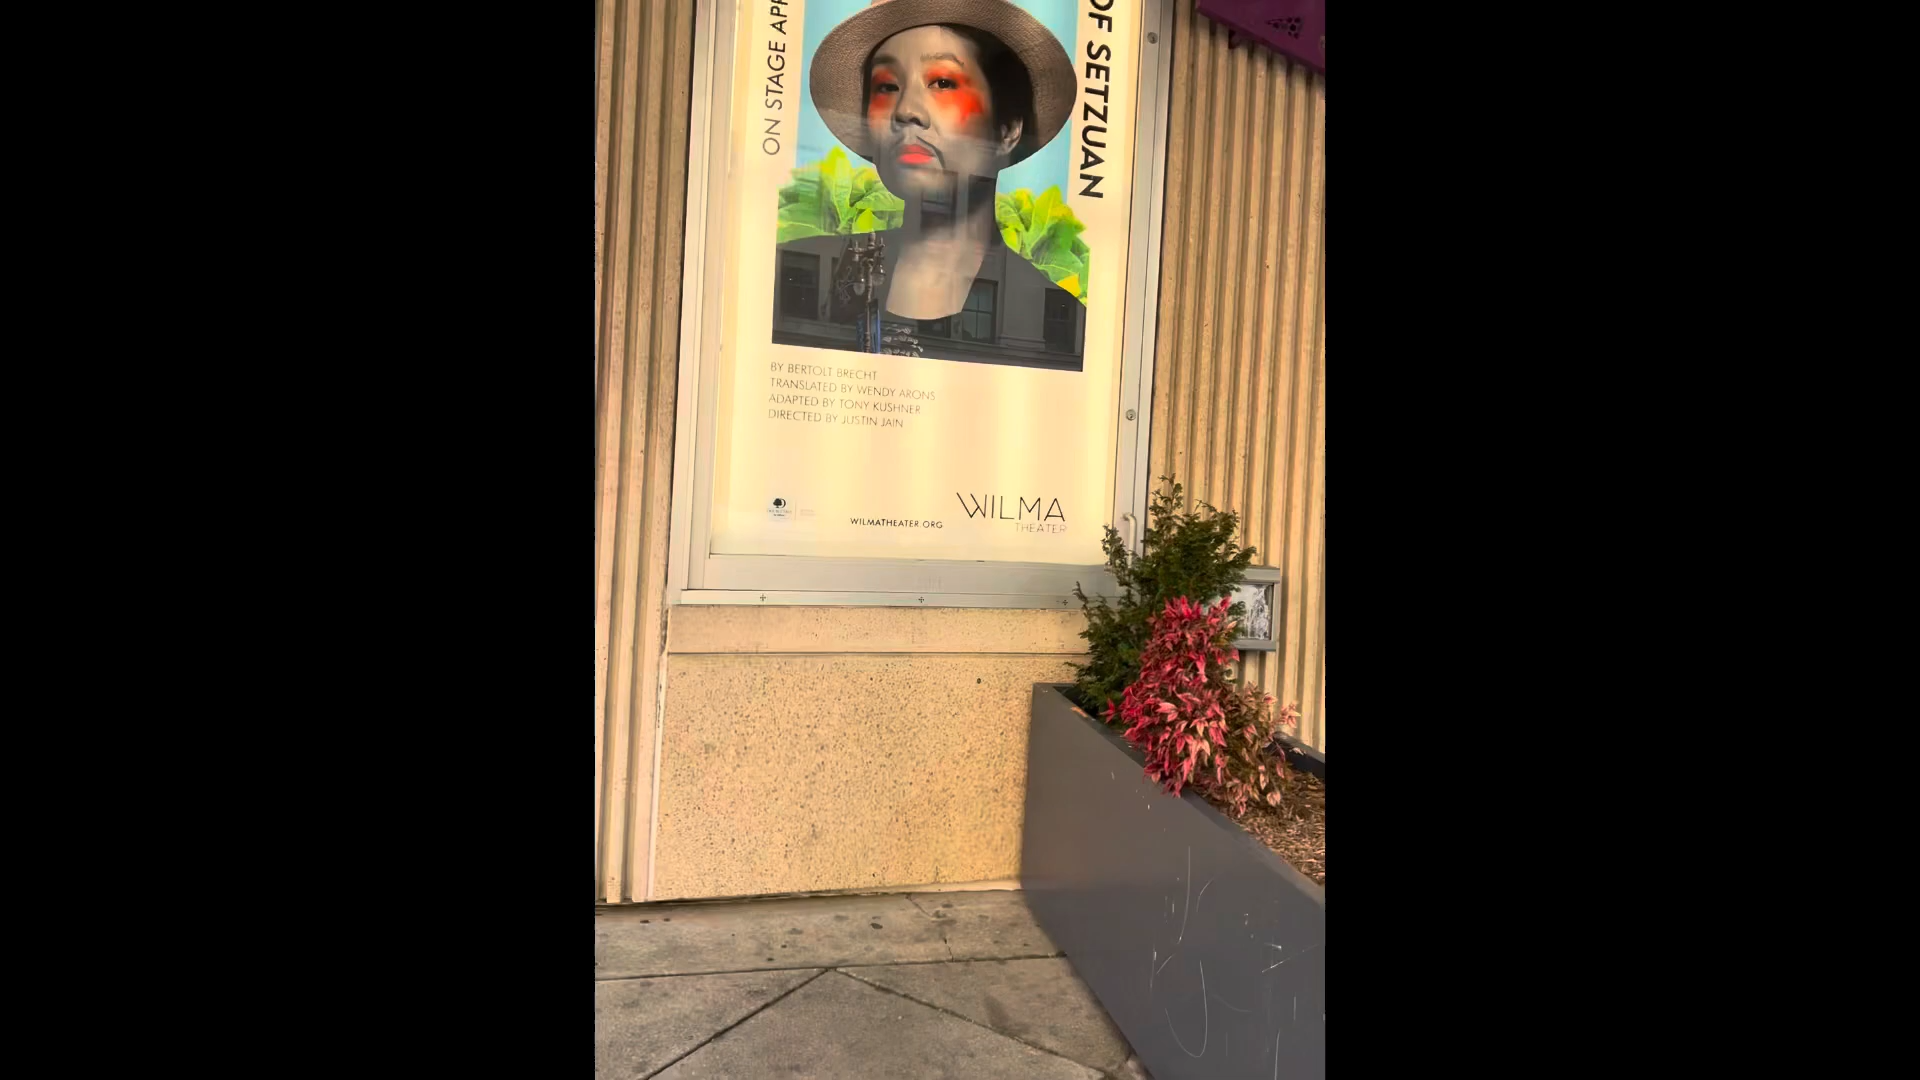 ON STAGE
OF SETZUAN
BY BERTOLT BRECHT
TRANSLATED BY WENDY ARONS
ADAPTED BY TONY KUSHNER
DIRECTED BY JUSTIN JAIN
WILMATHEATER.ORG
WILMA
THEATER